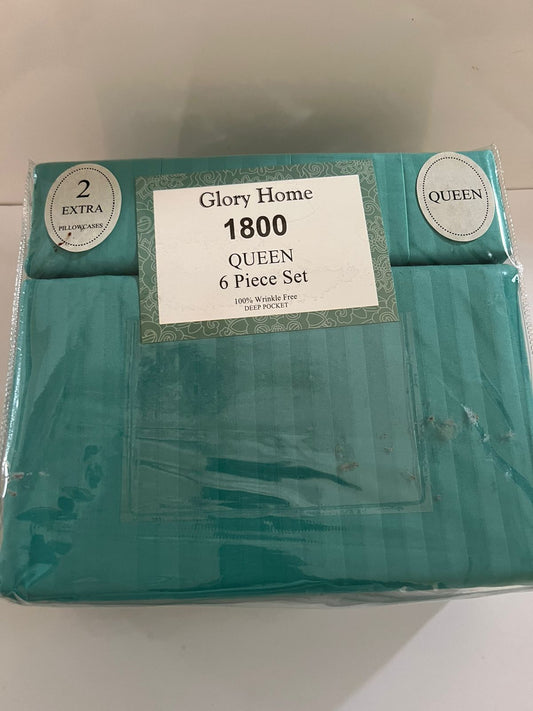 2
EXTRA
PILLOWCASES
Glory Home
1800
QUEEN
6 Piece Set
100% Wrinkle Free
DEEP POCKET
QUEEN